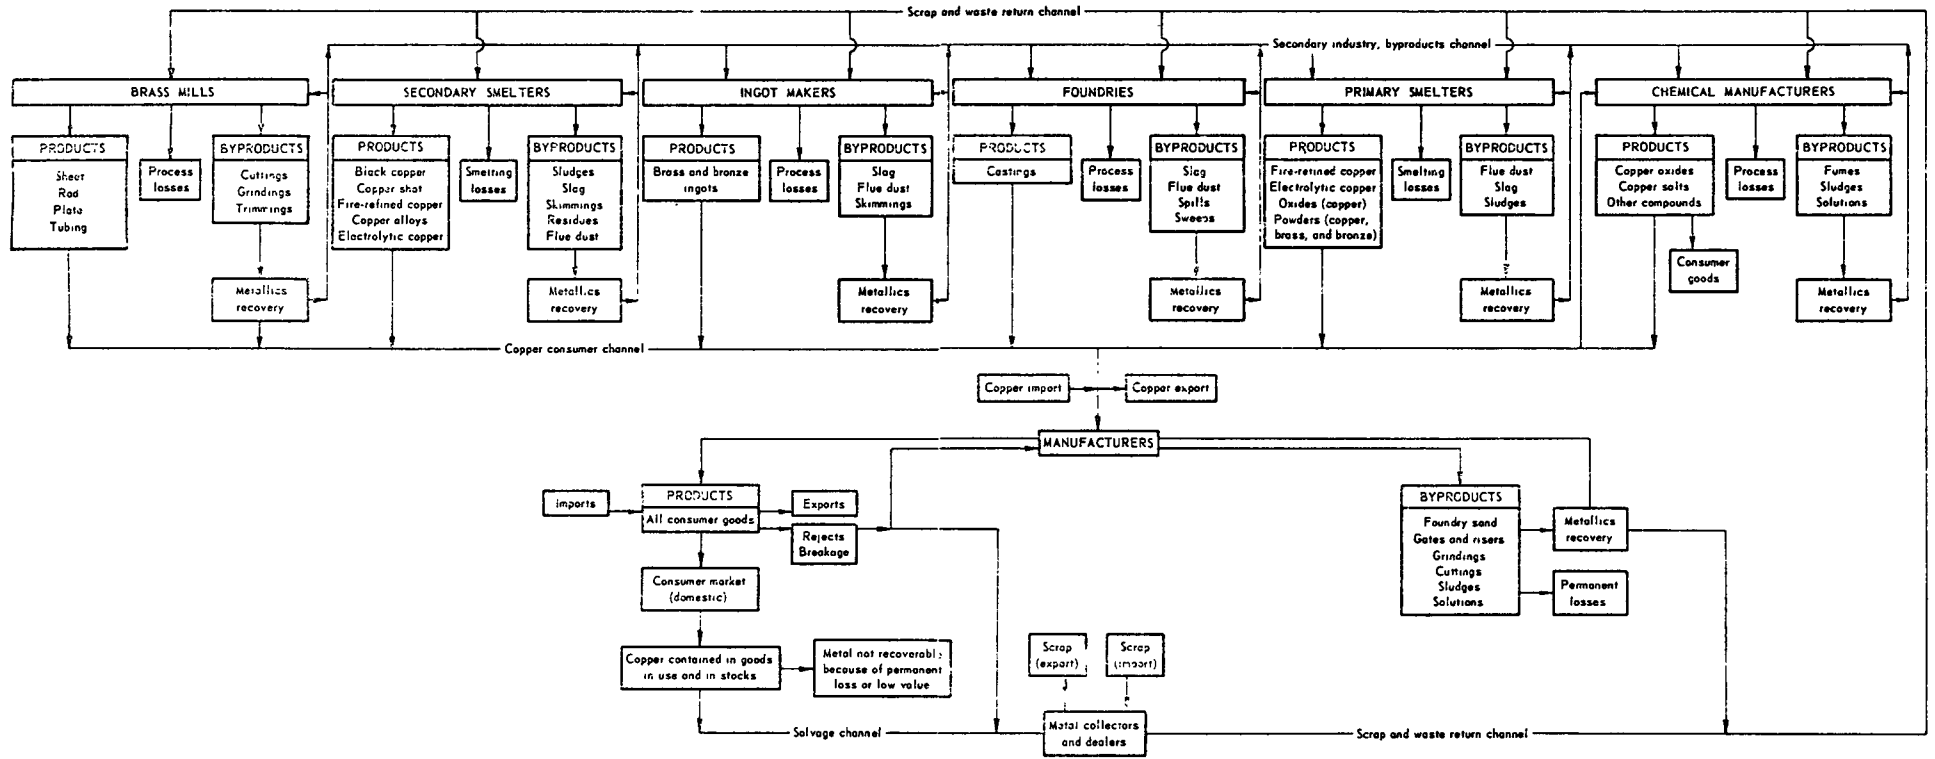 Scrap and waste return channel
Secondary industry, byproducts channel
BRASS MILLS
PRODUCTS
Sheet
Rod
Plate
Tubing
Process
losses
BYPRODUCTS
Cuttings
Grindings
Trimmings
Metallics
recovery
SECONDARY SMELTERS
PRODUCTS
Black copper
Copper shot
Fire-refined copper
Copper alloys
Electrolytic copper
Smelting
losses
BYPRODUCTS
Sludges
Slag
Skimmings
Residues
Flue dust
Metallics
recovery
INGOT MAKERS
PRODUCTS
Brass and bronze
ingots
Process
losses
BYPRODUCTS
Slag
Flue dust
Skimmings
Metallics
recovery
FOUNDRIES
PRODUCTS
Castings
Process
losses
BYPRODUCTS
Slag
Flue dust
Spills
Sweeps
Metallics
recovery
PRIMARY SMELTERS
PRODUCTS
Fire-refined copper
Electrolytic copper
Oxides (copper)
Powders (copper,
brass, and bronze)
Smelting
losses
BYPRODUCTS
Flue dust
Slag
Sludges
Metallics
recovery
CHEMICAL MANUFACTURERS
PRODUCTS
Copper oxides
Copper salts
Other compounds
Consumer
goods
Process
losses
BYPRODUCTS
Fumes
Sludges
Solutions
Metallics
recovery
Copper consumer channel
Copper import
Copper export
MANUFACTURERS
Imports
PRODUCTS
All consumer goods
Exports
Rejects
Breakage
Consumer market
(domestic)
Copper contained in goods
in use and in stocks
Metal not recoverable
because of permanent
loss or low value
BYPRODUCTS
Foundry sand
Gates and risers
Grindings
Cuttings
Sludges
Solutions
Metallics
recovery
Permanent
losses
Scrap
(export)
Scrap
(import)
Salvage channel
Metal collectors
and dealers
Scrap and waste return channel